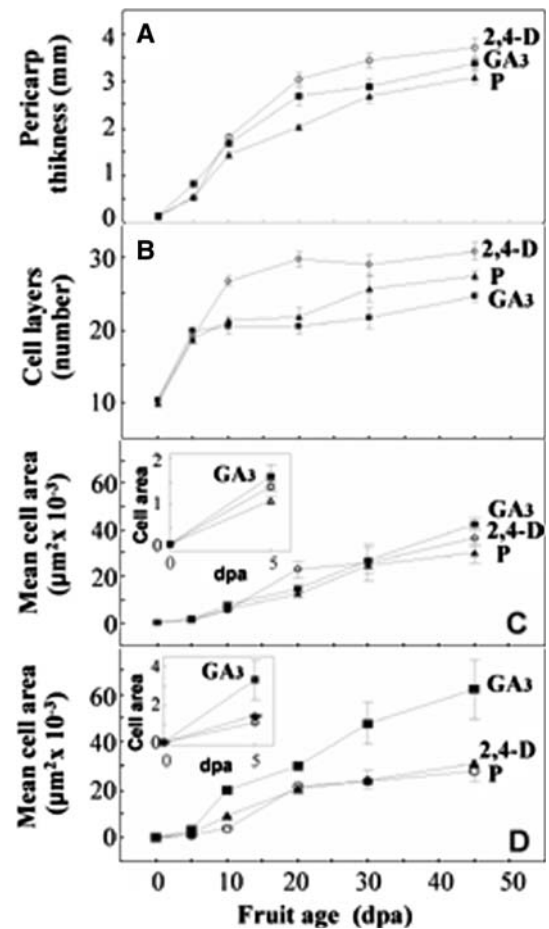 A
4
3
2
1
0
Pericarp
thikness (mm)
2,4-D
GA3
P
B
30
20
10
Cell layers
(number)
2,4-D
P
GA3
60
40
20
0
Mean cell area
(μm² x 10⁻³)
2
1
0
Cell area
GA3
0
5
dpa
GA3
2,4-D
P
C
60
40
20
0
Mean cell area
(μm² x 10⁻³)
4
2
0
Cell area
GA3
0
5
dpa
GA3
2,4-D
P
D
0 10 20 30 40 50
Fruit age (dpa)